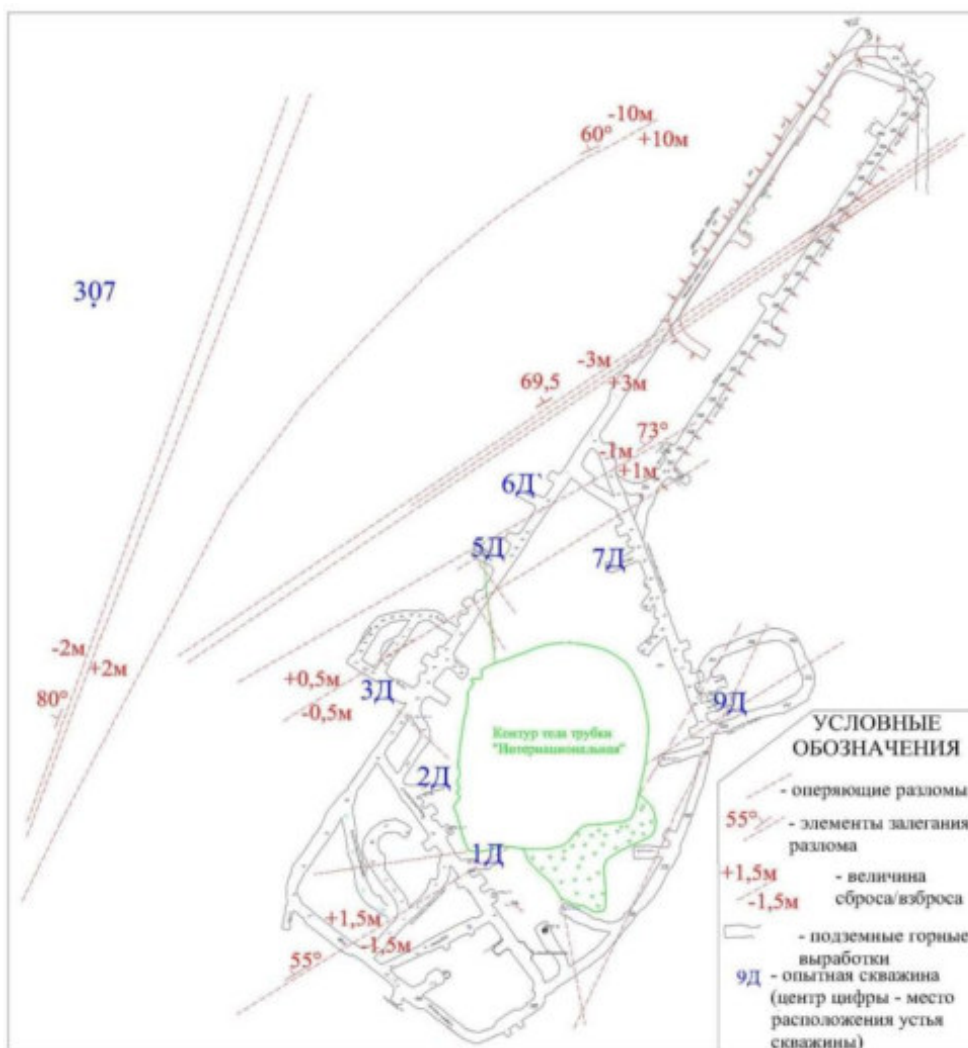 -10м
60°
+10м
307
-3м
69,5
+3м
73°
-1м
+1м
6Д`
5Д
7Д
-2м
+2м
80°
+0,5м
3Д
-0,5м
9Д
Контур тела трубки
"Интернациональная"
2Д
1Д
+1,5м
-1,5м
55°
УСЛОВНЫЕ
ОБОЗНАЧЕНИЯ
- оперяющие разломы
55°
- элементы залегания
разлома
+1,5м
-1,5м
- величина
сброса/взброса
- подземные горные
выработки
9Д - опытная скважина
(центр цифры - место
расположения устья
скважины)